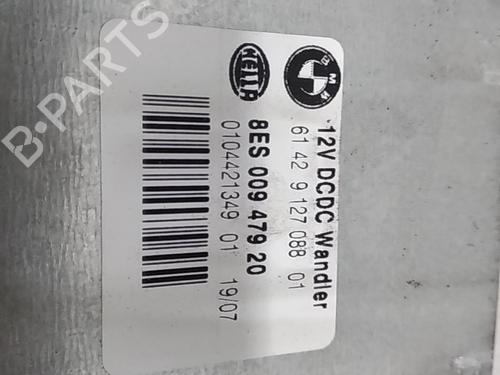 BMW
12V DCDC Wandler
61 42 9 127 088 01
HELLA
8ES 009 479 20
0104421349 01 19/07
B-PARTS